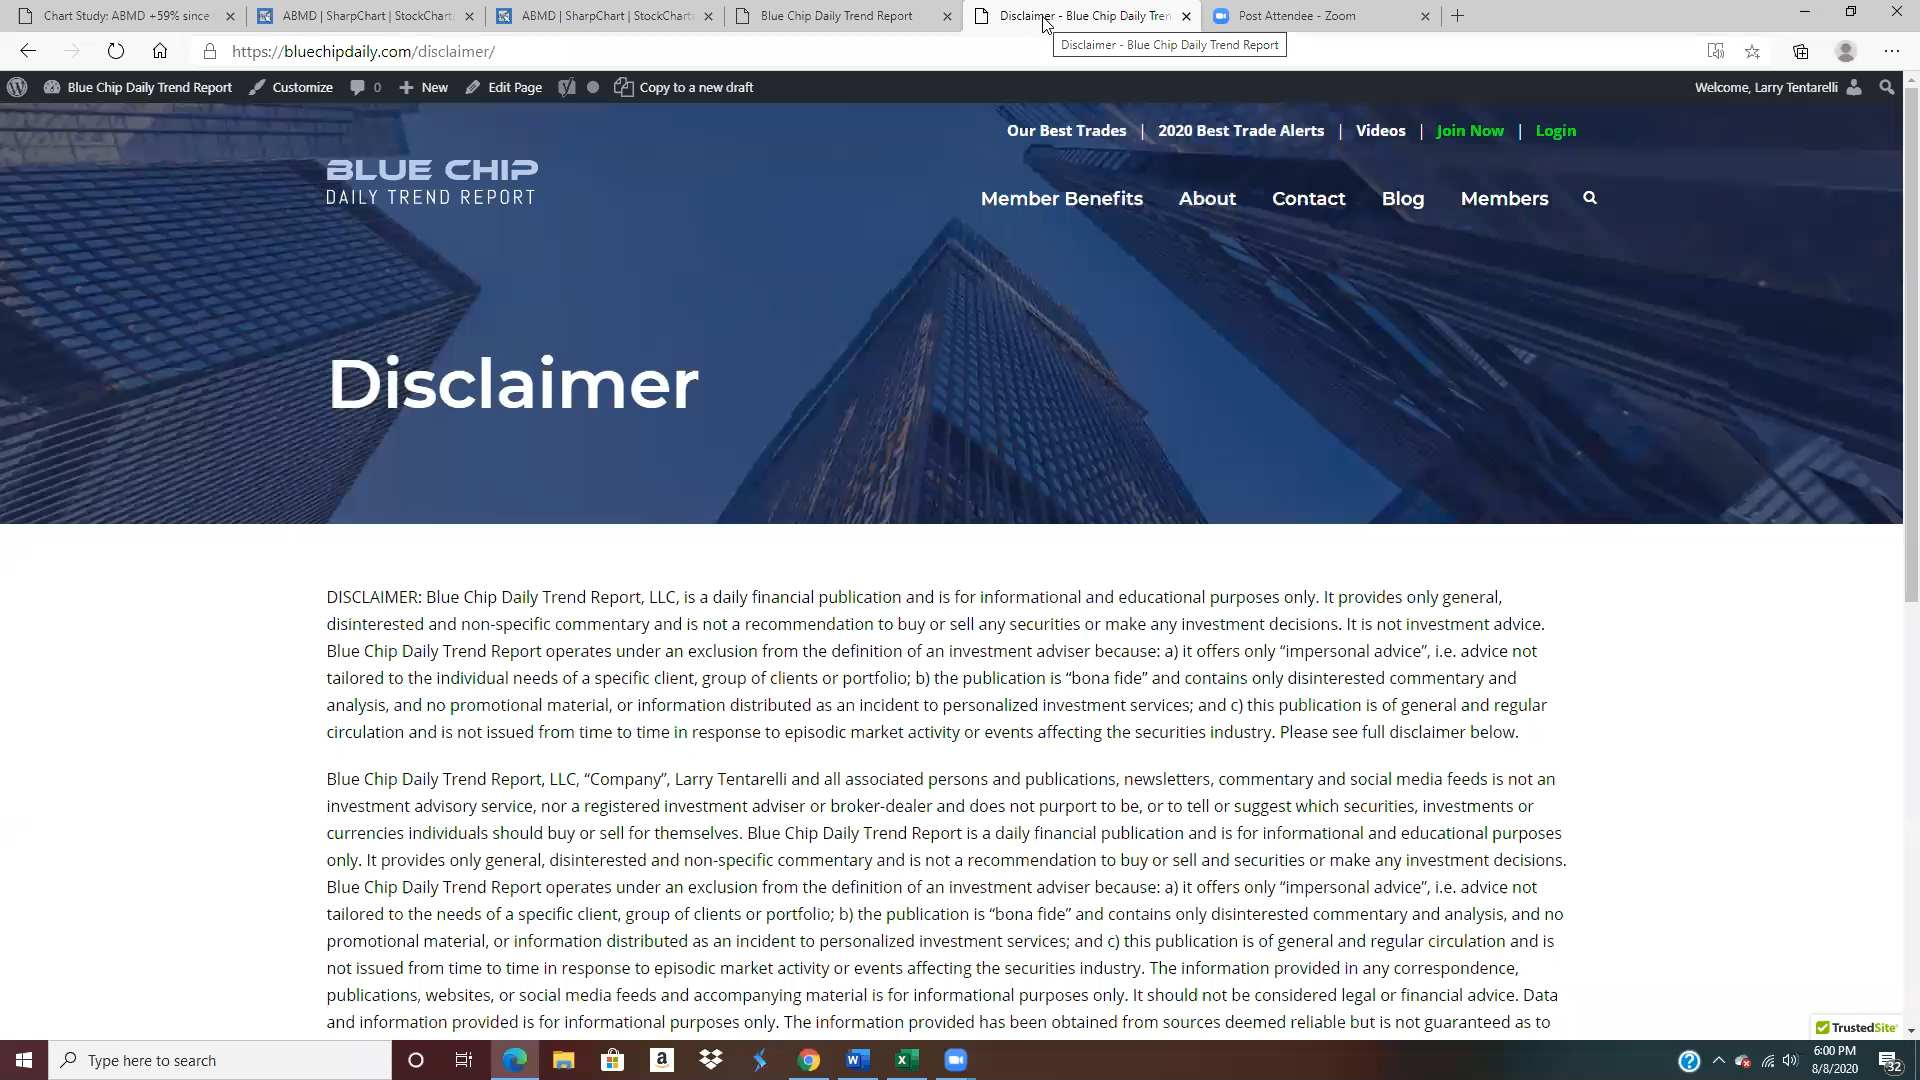 Chart Study: ABMD +59% since
ABMD | SharpChart | StockChart
ABMD | SharpChart | StockChart
Blue Chip Daily Trend Report
Disclaimer - Blue Chip Daily Tren
Post Attendee - Zoom
https://bluechipdaily.com/disclaimer/
Disclaimer - Blue Chip Daily Trend Report
Blue Chip Daily Trend Report
Customize
0
New
Edit Page
Copy to a new draft
Welcome, Larry Tentarelli
Our Best Trades | 2020 Best Trade Alerts | Videos | Join Now | Login
BLUE CHIP
DAILY TREND REPORT
Member Benefits About Contact Blog Members
Disclaimer
DISCLAIMER: Blue Chip Daily Trend Report, LLC, is a daily financial publication and is for informational and educational purposes only. It provides only general,
disinterested and non-specific commentary and is not a recommendation to buy or sell any securities or make any investment decisions. It is not investment advice.
Blue Chip Daily Trend Report operates under an exclusion from the definition of an investment adviser because: a) it offers only “impersonal advice”, i.e. advice not
tailored to the individual needs of a specific client, group of clients or portfolio; b) the publication is “bona fide” and contains only disinterested commentary and
analysis, and no promotional material, or information distributed as an incident to personalized investment services; and c) this publication is of general and regular
circulation and is not issued from time to time in response to episodic market activity or events affecting the securities industry. Please see full disclaimer below.
Blue Chip Daily Trend Report, LLC, “Company”, Larry Tentarelli and all associated persons and publications, newsletters, commentary and social media feeds is not an
investment advisory service, nor a registered investment adviser or broker-dealer and does not purport to be, or to tell or suggest which securities, investments or
currencies individuals should buy or sell for themselves. Blue Chip Daily Trend Report is a daily financial publication and is for informational and educational purposes
only. It provides only general, disinterested and non-specific commentary and is not a recommendation to buy or sell and securities or make any investment decisions.
Blue Chip Daily Trend Report operates under an exclusion from the definition of an investment adviser because: a) it offers only “impersonal advice”, i.e. advice not
tailored to the needs of a specific client, group of clients or portfolio; b) the publication is “bona fide” and contains only disinterested commentary and analysis, and no
promotional material, or information distributed as an incident to personalized investment services; and c) this publication is of general and regular circulation and is
not issued from time to time in response to episodic market activity or events affecting the securities industry. The information provided in any correspondence,
publications, websites, or social media feeds and accompanying material is for informational purposes only. It should not be considered legal or financial advice. Data
and information provided is for informational purposes only. The information provided has been obtained from sources deemed reliable but is not guaranteed as to
TrustedSite
Type here to search
6:00 PM
8/8/2020
32